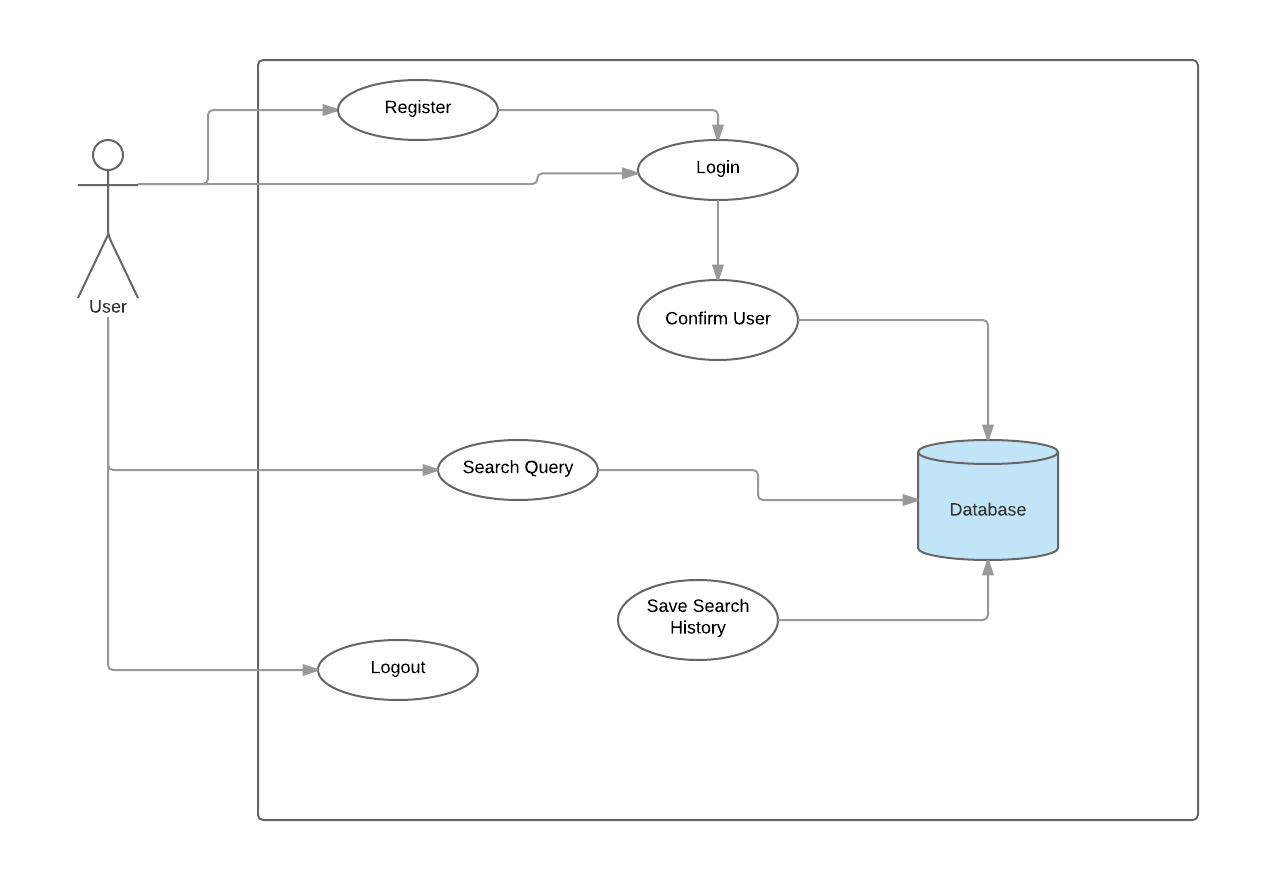 Register
Login
User
Confirm User
Search Query
Database
Save Search
History
Logout